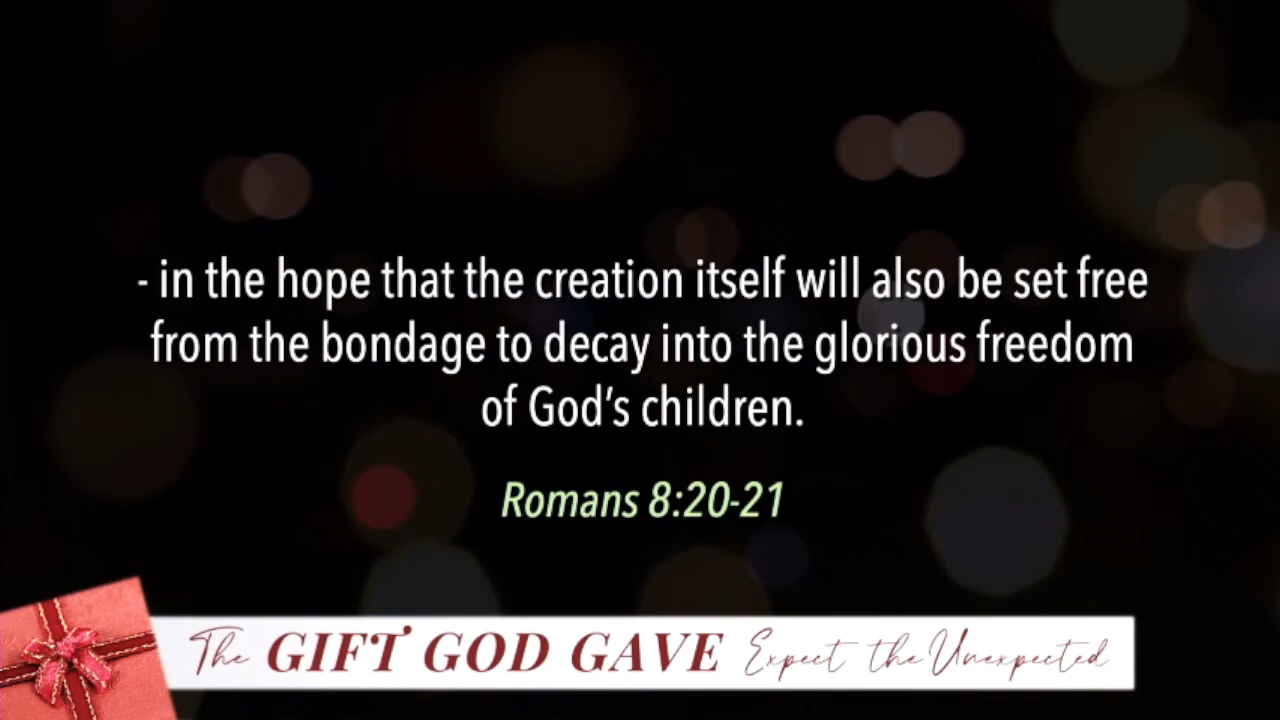 - in the hope that the creation itself will also be set free
from the bondage to decay into the glorious freedom
of God’s children.
Romans 8:20-21
The GIFT GOD GAVE Expect the Unexpected